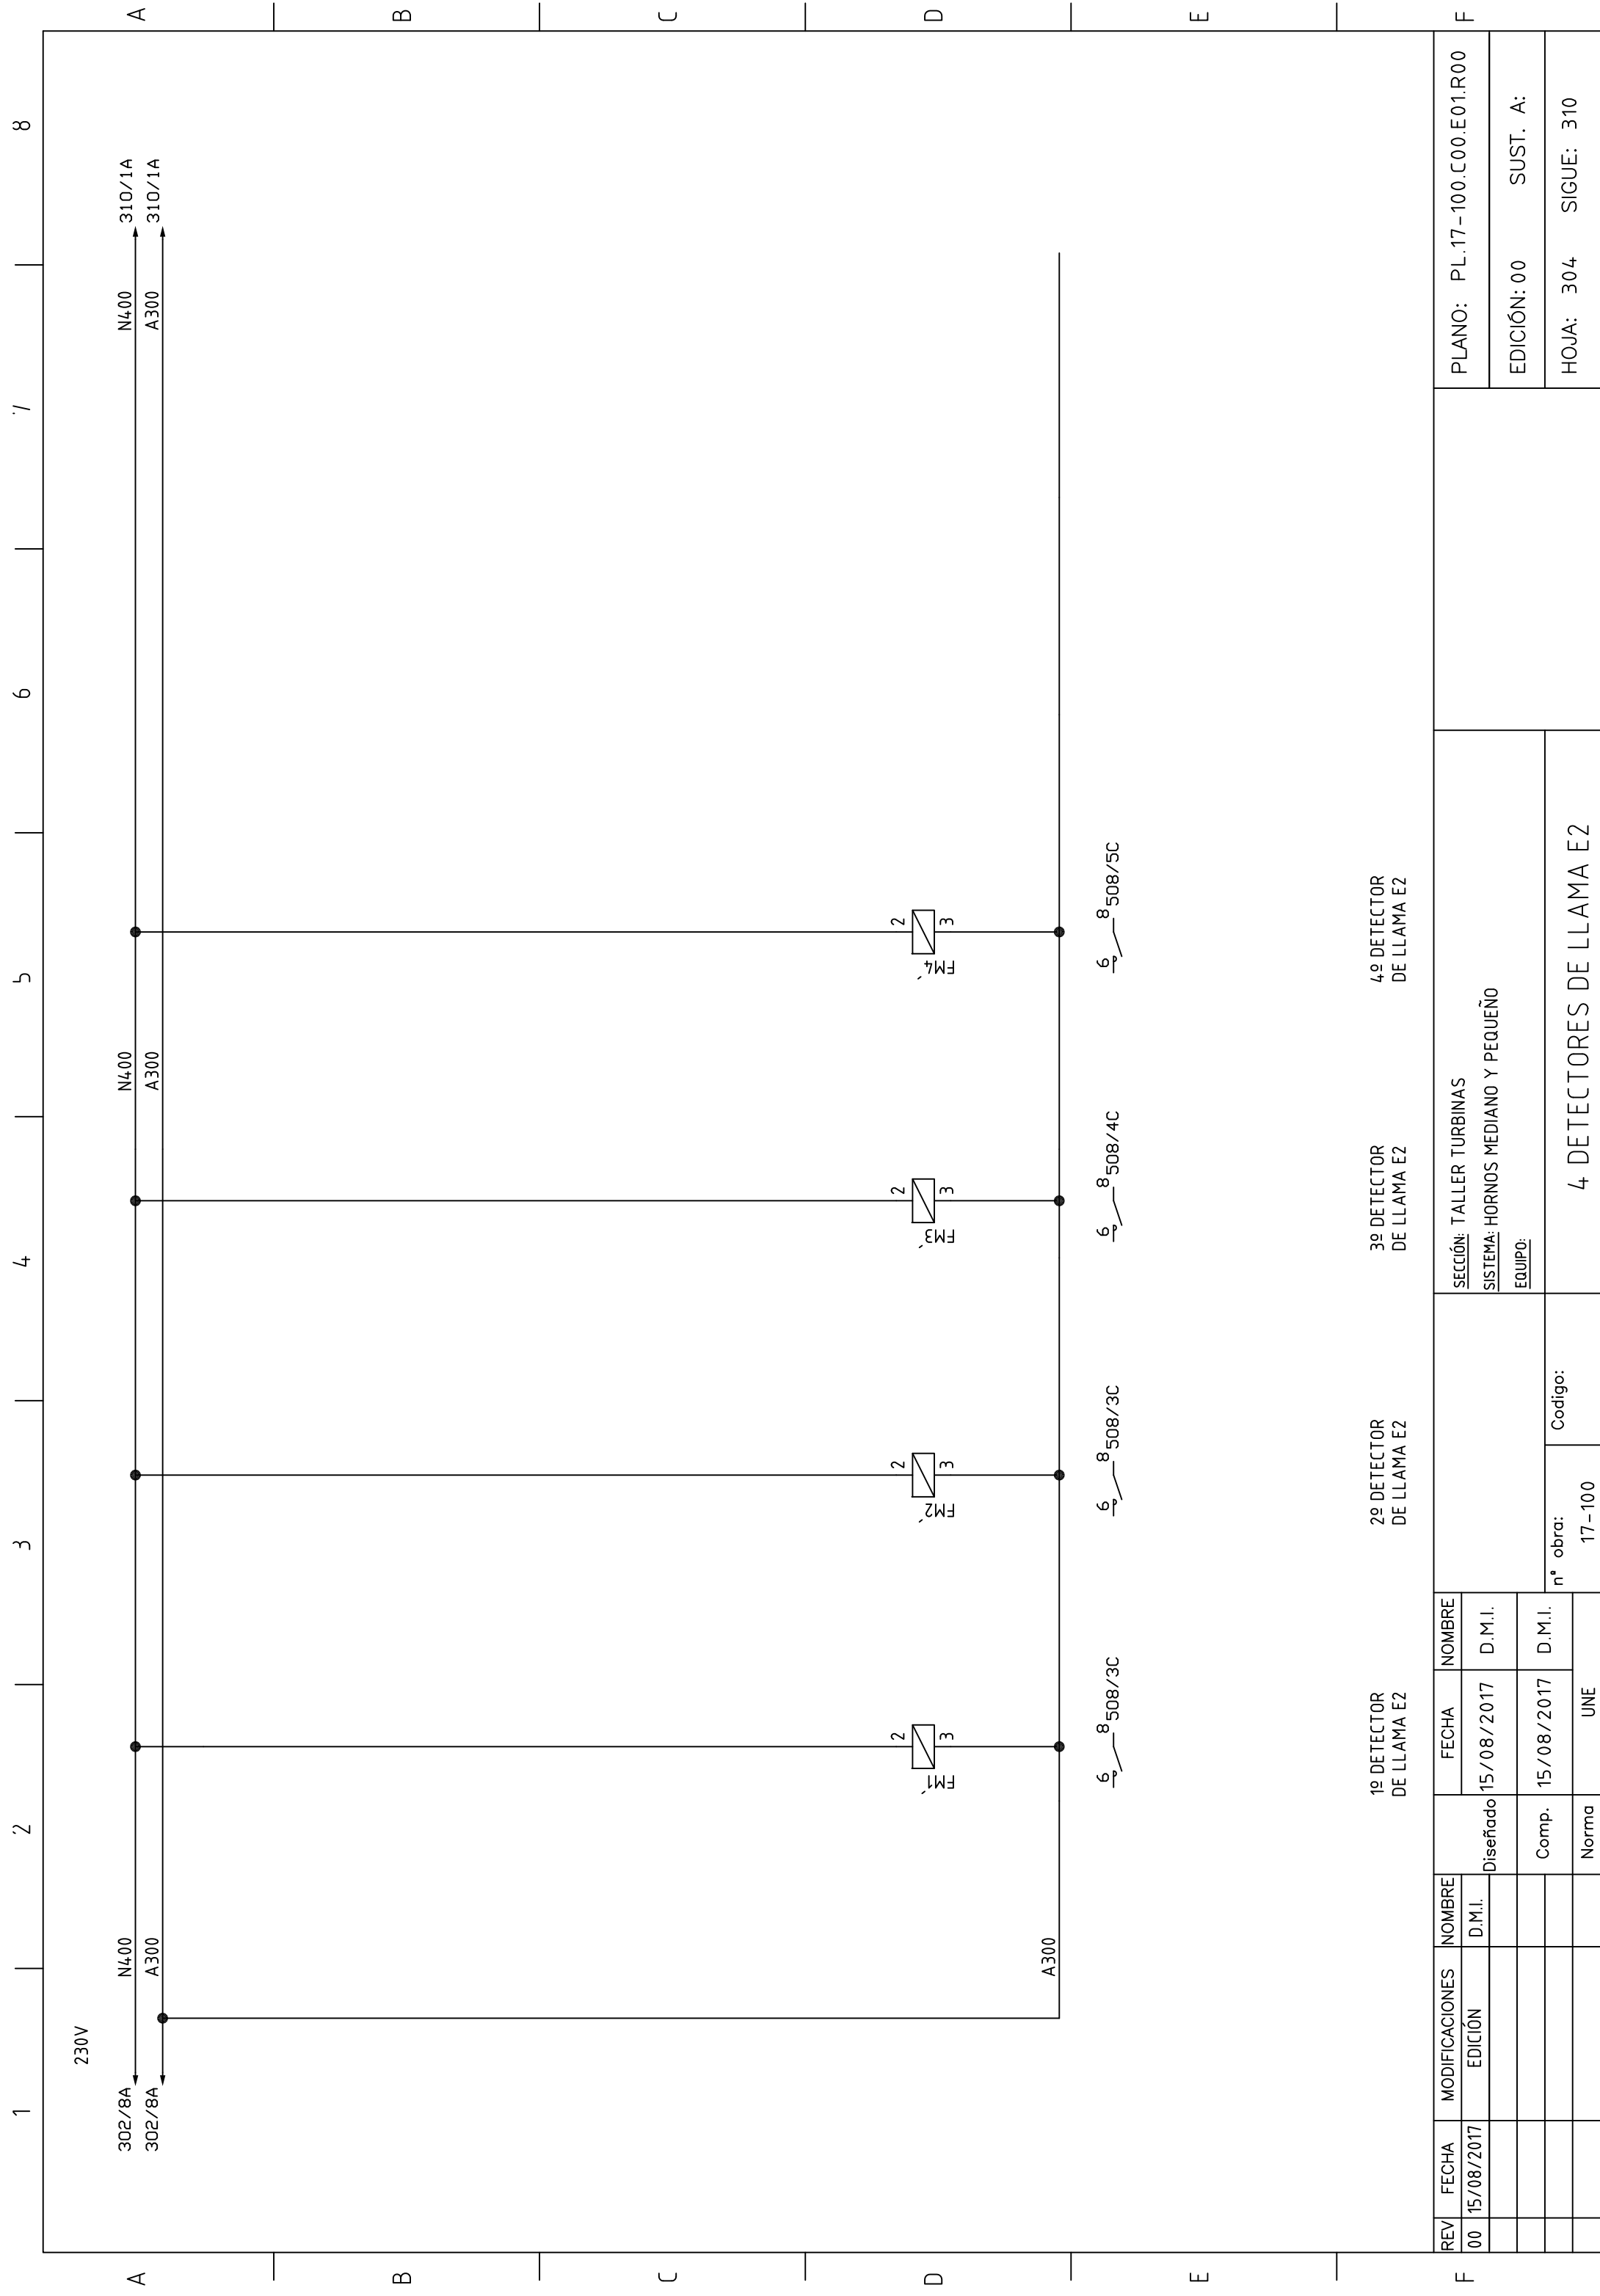 1 2 3 4 5 6 7 8
A A
B B
C C
D D
E E
F F
230V
302/8A N400 N400 N400 310/1A
302/8A A300 A300 A300 310/1A
2 2 2 2
FM1´ FM2´ FM3´ FM4´
3 3 3 3
A300
6 8 508/3C 6 8 508/3C 6 8 508/4C 6 8 508/5C
1º DETECTOR
DE LLAMA E2
2º DETECTOR
DE LLAMA E2
3º DETECTOR
DE LLAMA E2
4º DETECTOR
DE LLAMA E2
REV FECHA MODIFICACIONES NOMBRE
00 15/08/2017 EDICIÓN D.M.I.
FECHA NOMBRE
Diseñado 15/08/2017 D.M.I.
Comp. 15/08/2017 D.M.I.
Norma UNE
nª obra:
17-100
Codigo:
SECCIÓN: TALLER TURBINAS
SISTEMA: HORNOS MEDIANO Y PEQUEÑO
EQUIPO:
4 DETECTORES DE LLAMA E2
PLANO: PL.17-100.C00.E01.R00
EDICIÓN: 00 SUST. A:
HOJA: 304 SIGUE: 310